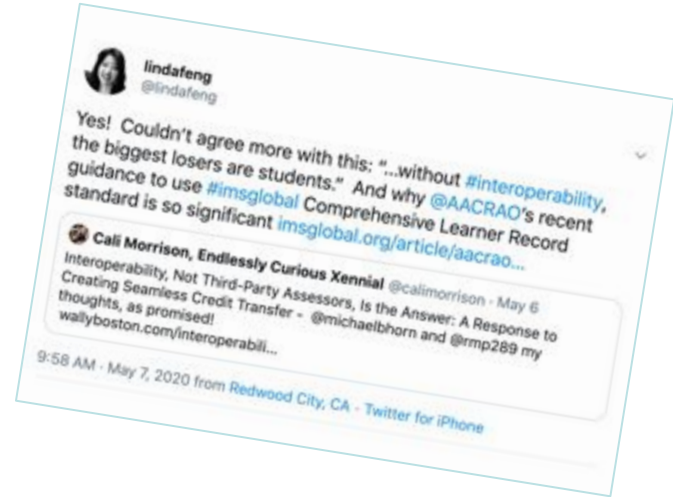 lindafeng
@lindafeng
Yes! Couldn't agree more with this: "...without #interoperability,
the biggest losers are students." And why @AACRAO's recent
guidance to use #imsglobal Comprehensive Learner Record
standard is so significant imsglobal.org/article/aacrao...
Cali Morrison, Endlessly Curious Xennial @calimorrison · May 6
Interoperability, Not Third-Party Assessors, Is the Answer: A Response to
Creating Seamless Credit Transfer - @michaelbhorn and @rmp289 my
thoughts, as promised!
wallyboston.com/interoperabili...
9:58 AM · May 7, 2020 from Redwood City, CA · Twitter for iPhone